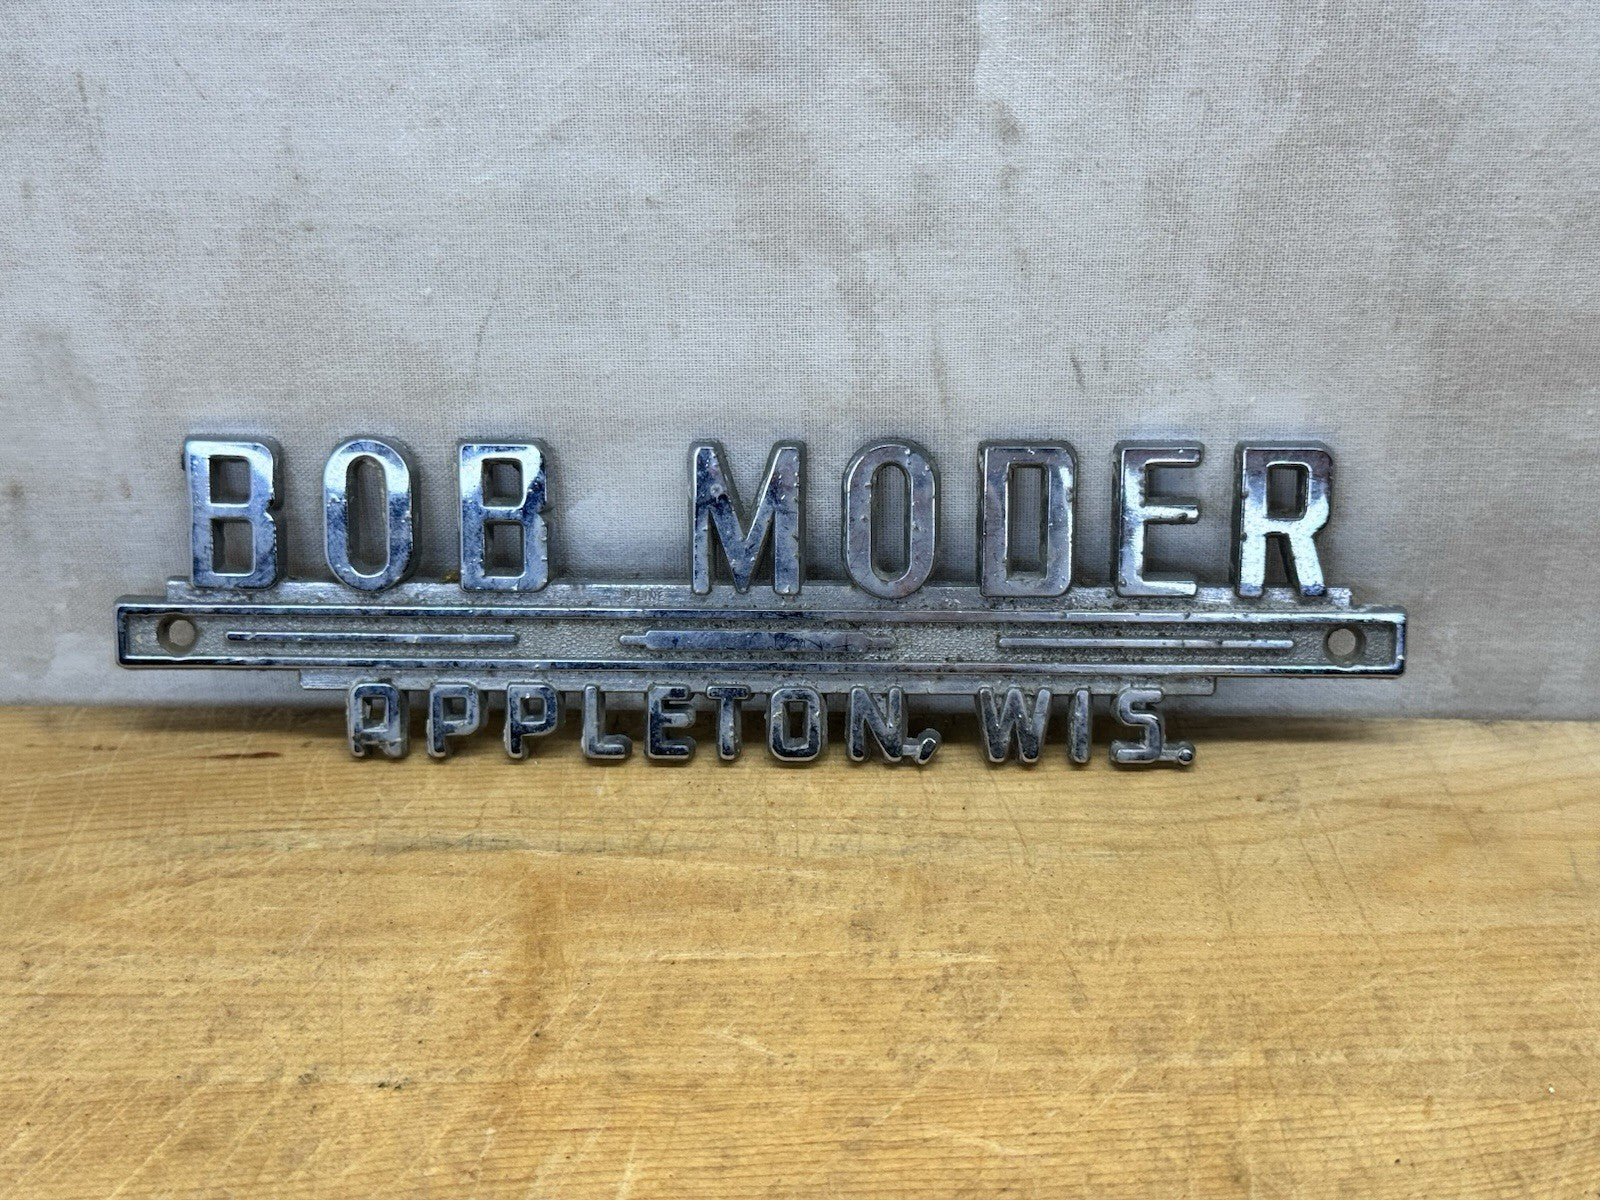 BOB MODER
APPLETON, WIS.